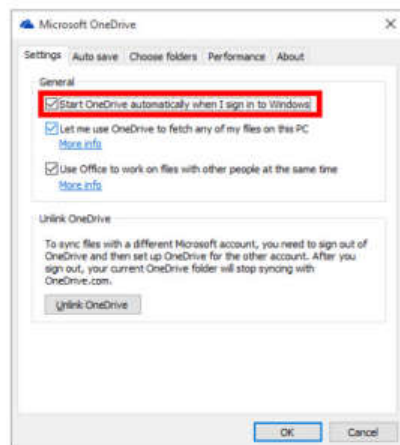 Microsoft OneDrive
Settings Auto save Choose folders Performance About
General
Start OneDrive automatically when I sign in to Windows
Let me use OneDrive to fetch any of my files on this PC
More info
Use Office to work on files with other people at the same time
More info
Unlink OneDrive
To sync files with a different Microsoft account, you need to sign out of
OneDrive and then set up OneDrive for the other account. After you
sign out, your current OneDrive folder will stop syncing with
OneDrive.com.
Unlink OneDrive
OK Cancel